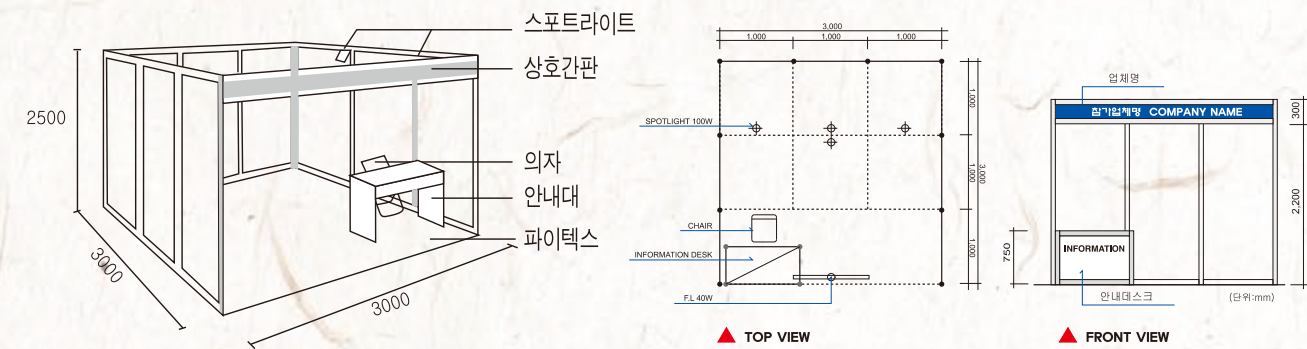 스포트라이트
상호간판
2500
의자
안내대
파이텍스
3000
3000
3,000
1,000
1,000
1,000
SPOTLIGHT 100W
1,000
1,000
3,000
1,000
CHAIR
INFORMATION DESK
F.L 40W
▲ TOP VIEW
업체명
참가업체명 COMPANY NAME
300
2,200
750
INFORMATION
안내데스크
(단위:mm)
▲ FRONT VIEW